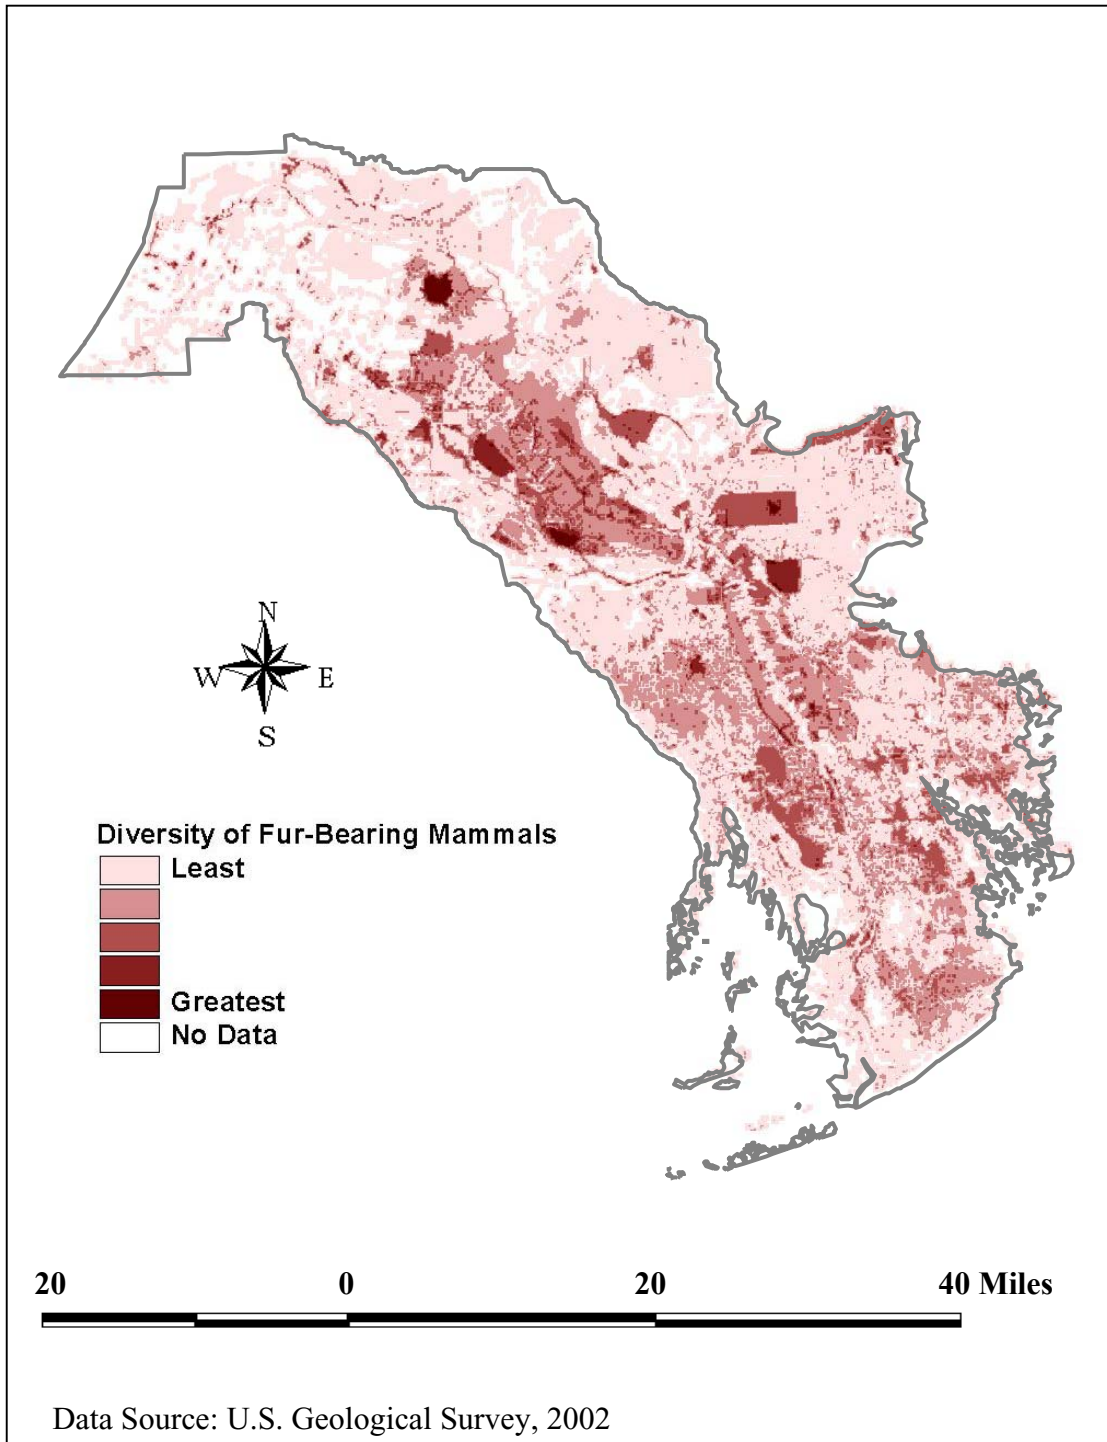 N
W E
S
Diversity of Fur-Bearing Mammals
Least
Greatest
No Data
20 0 20 40 Miles
Data Source: U.S. Geological Survey, 2002